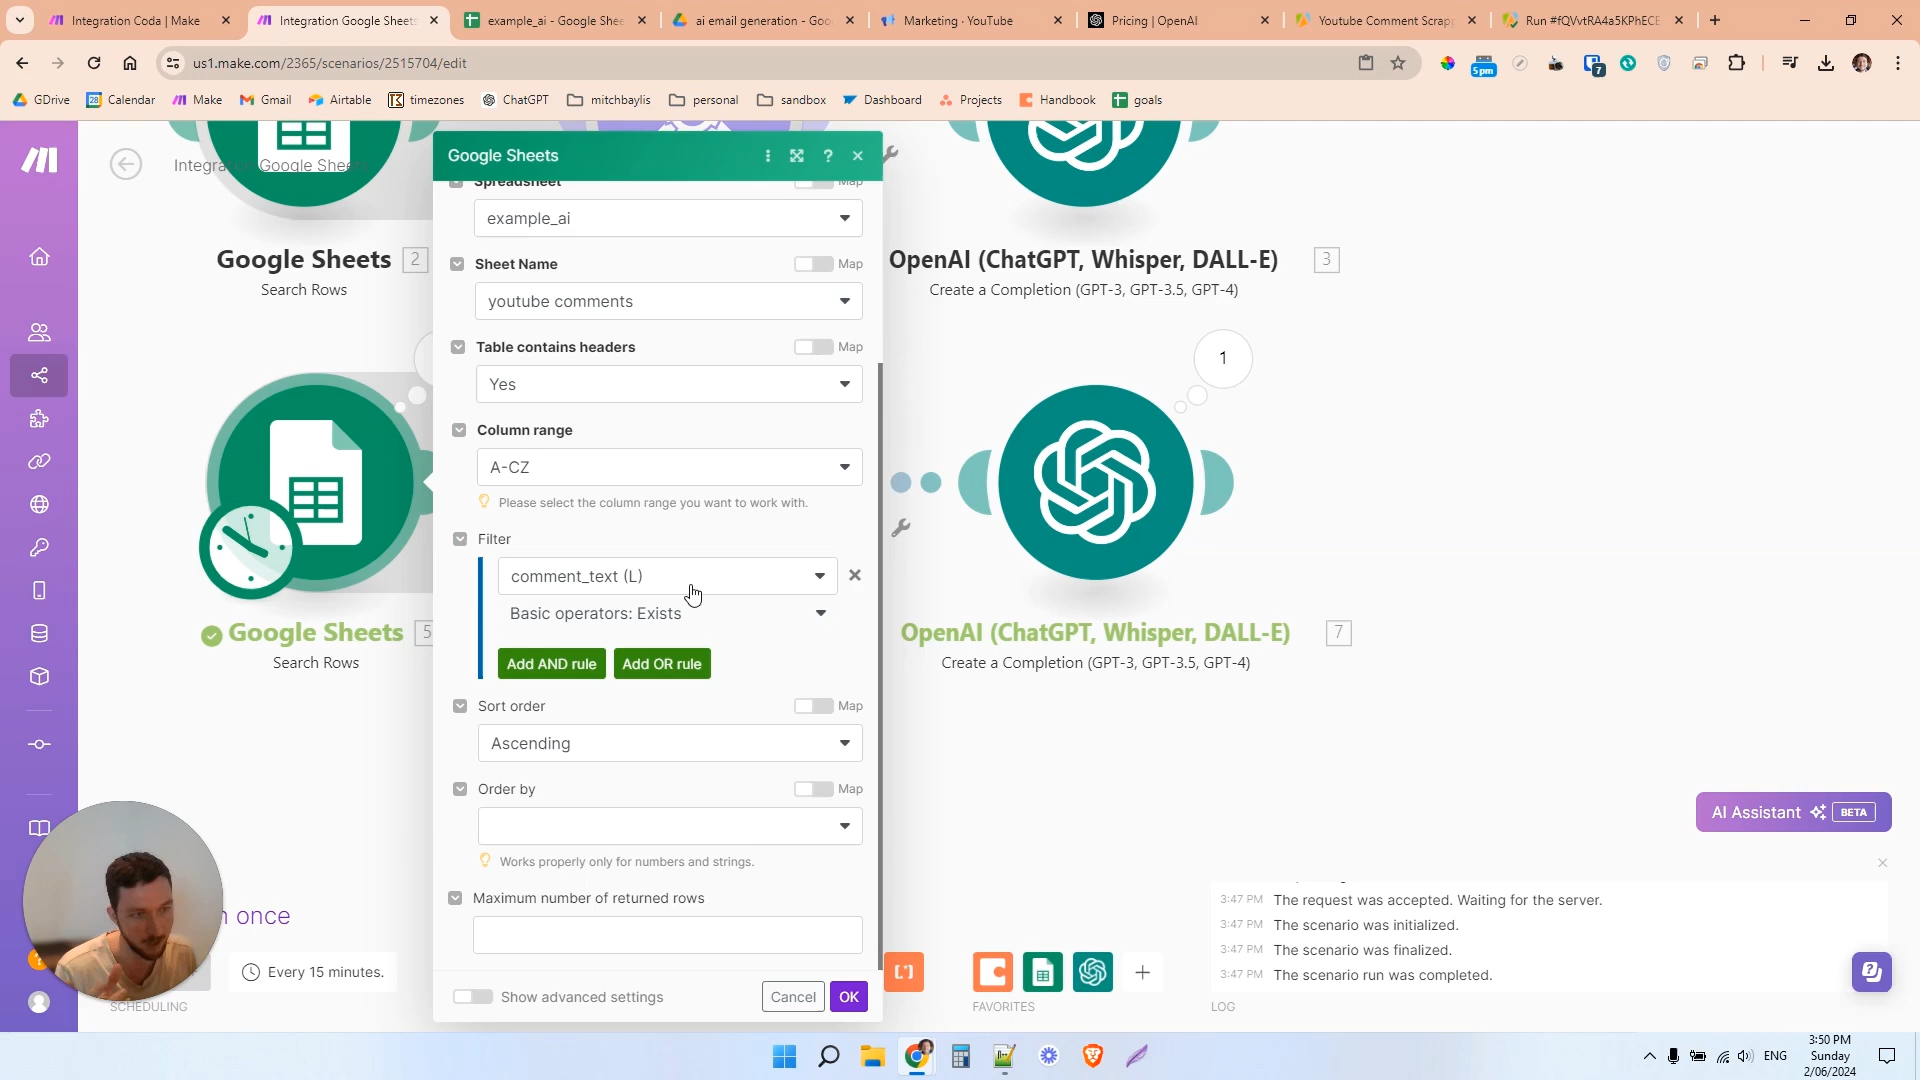 Integration Coda | Make
Integration Google Sheets
example_ai - Google Shee
ai email generation - Goo
Marketing - YouTube
Pricing | OpenAI
Youtube Comment Scrap
Run #fQVvtRA4a5KPhECE
us1.make.com/2365/scenarios/2515704/edit
5pm
7
GDrive
28
Calendar
Make
Gmail
Airtable
timezones
ChatGPT
mitchbaylis
personal
sandbox
Dashboard
Projects
Handbook
goals
Integration Google Sheets
Google Sheets
?
Spreadsheet
Map
example_ai
Sheet Name
Map
youtube comments
Table contains headers
Map
Yes
Column range
A-CZ
Please select the column range you want to work with.
Filter
comment_text (L)
Basic operators: Exists
Add AND rule
Add OR rule
Sort order
Map
Ascending
Order by
Map
Works properly only for numbers and strings.
Maximum number of returned rows
Show advanced settings
Cancel
OK
Google Sheets 2
Search Rows
OpenAI (ChatGPT, Whisper, DALL-E) 3
Create a Completion (GPT-3, GPT-3.5, GPT-4)
1
Google Sheets 5
Search Rows
OpenAI (ChatGPT, Whisper, DALL-E) 7
Create a Completion (GPT-3, GPT-3.5, GPT-4)
AI Assistant BETA
once
Every 15 minutes.
SCHEDULING
FAVORITES
3:47 PM The request was accepted. Waiting for the server.
3:47 PM The scenario was initialized.
3:47 PM The scenario was finalized.
3:47 PM The scenario run was completed.
LOG
ENG
3:50 PM
Sunday
2/06/2024